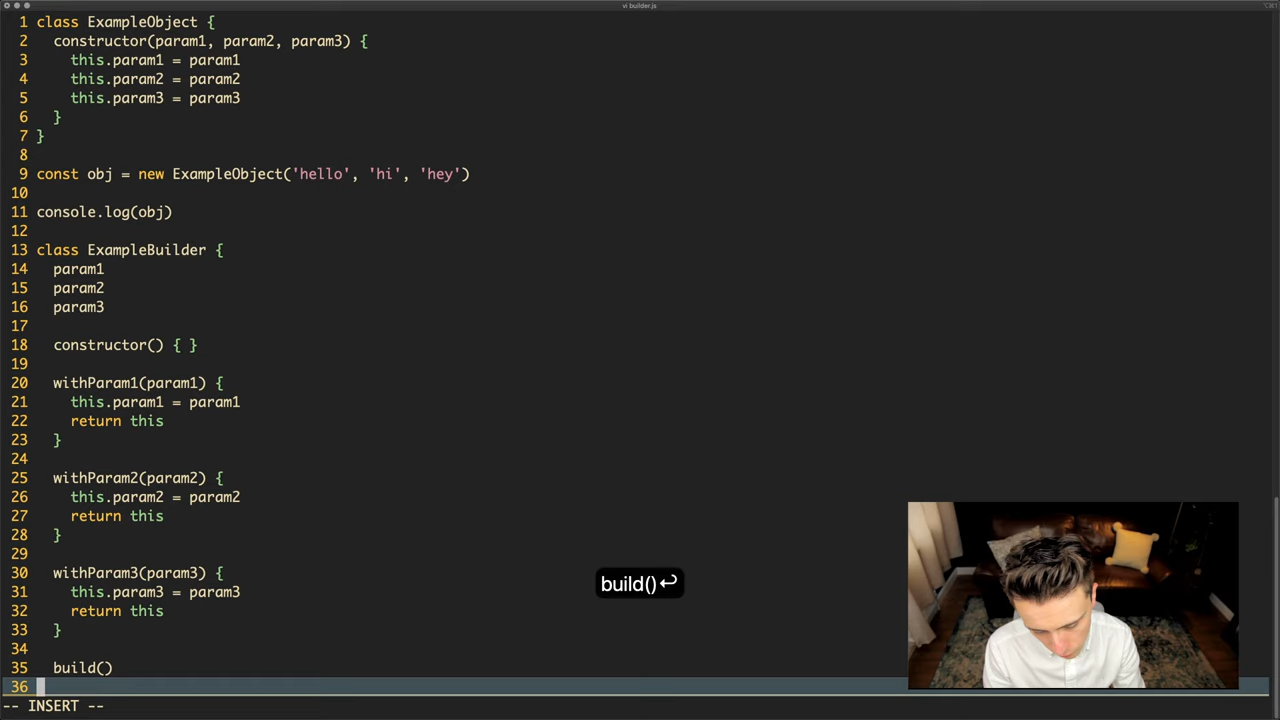 vi builder.js
⌥⌘1
1 class ExampleObject {
2   constructor(param1, param2, param3) {
3     this.param1 = param1
4     this.param2 = param2
5     this.param3 = param3
6   }
7 }
8
9 const obj = new ExampleObject('hello', 'hi', 'hey')
10
11 console.log(obj)
12
13 class ExampleBuilder {
14   param1
15   param2
16   param3
17
18   constructor() { }
19
20   withParam1(param1) {
21     this.param1 = param1
22     return this
23   }
24
25   withParam2(param2) {
26     this.param2 = param2
27     return this
28   }
29
30   withParam3(param3) {
31     this.param3 = param3
32     return this
33   }
34
35   build()
36
build()↩
-- INSERT --